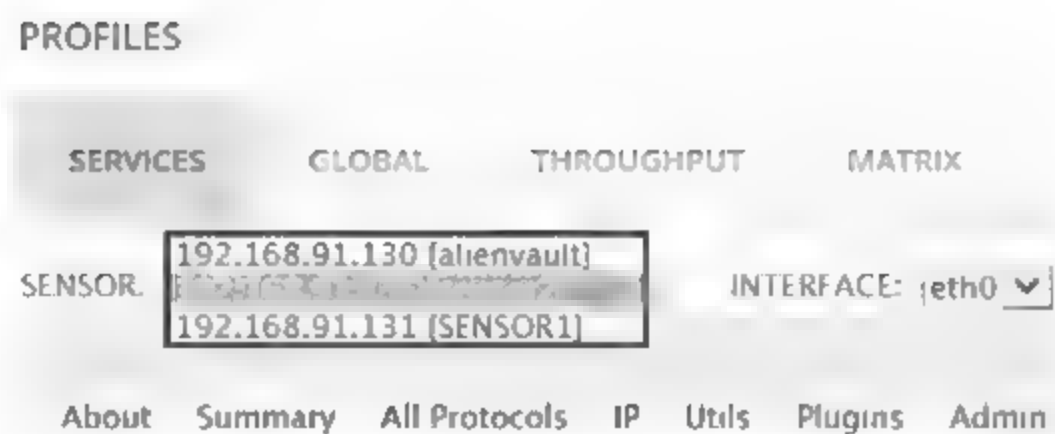 PROFILES
SERVICES GLOBAL THROUGHPUT MATRIX
192.168.91.130 [alienvault]
SENSOR: INTERFACE: eth0
192.168.91.131 [SENSOR1]
About Summary All Protocols IP Utils Plugins Admin